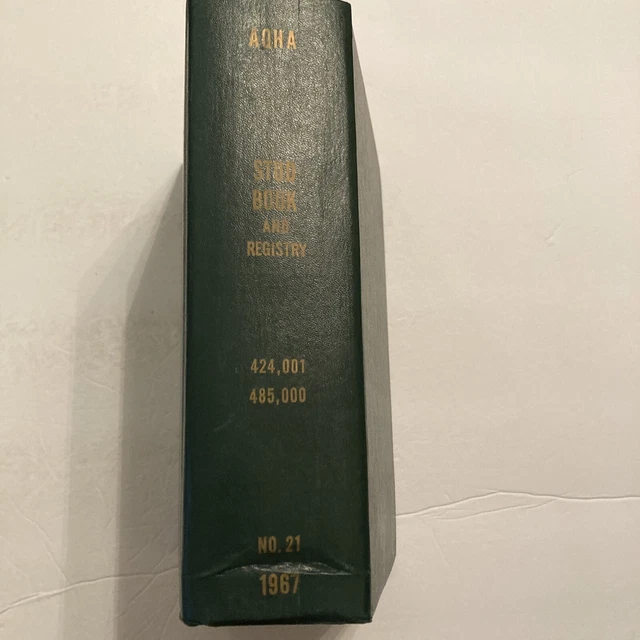 AQHA
STUD
BOOK
AND
REGISTRY
424,001
485,000
NO. 21
1967